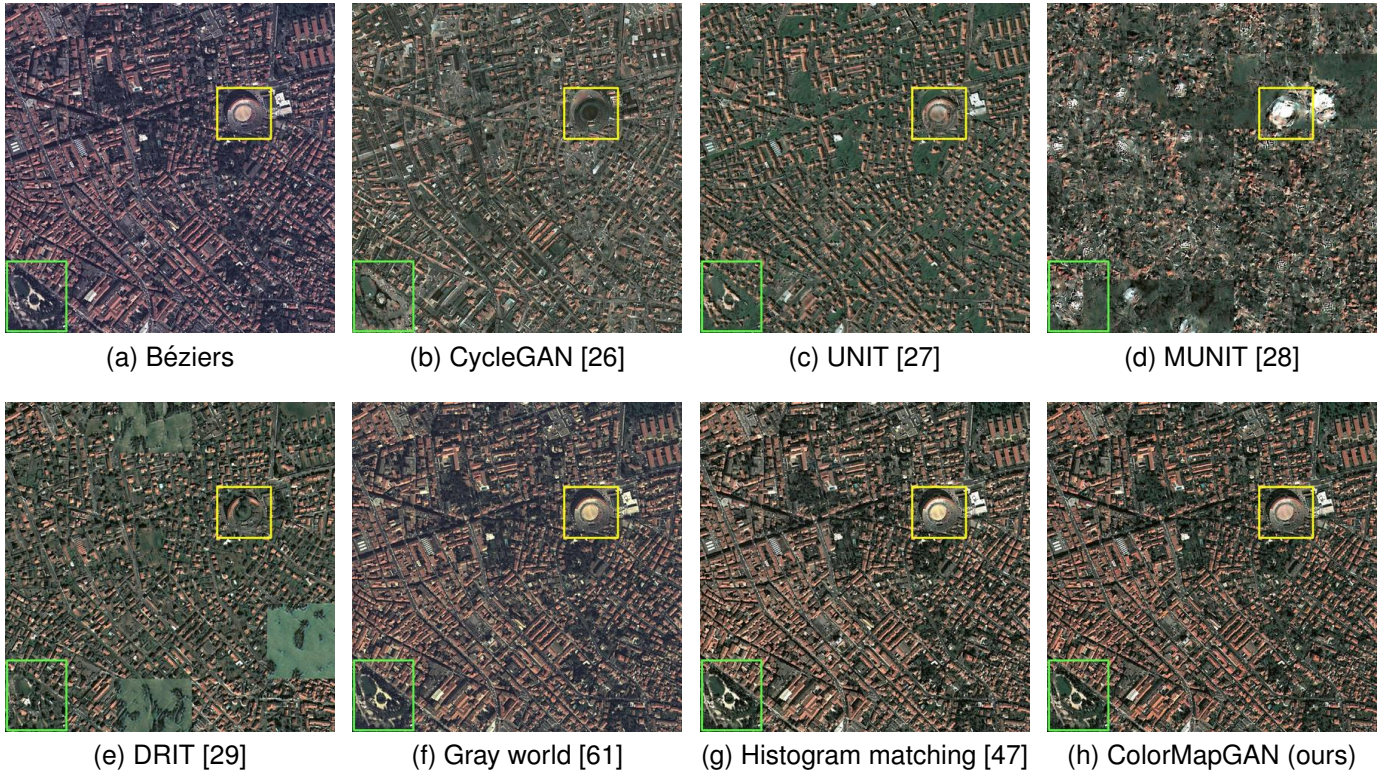 (a) Béziers
(b) CycleGAN [26]
(c) UNIT [27]
(d) MUNIT [28]
(e) DRIT [29]
(f) Gray world [61]
(g) Histogram matching [47]
(h) ColorMapGAN (ours)